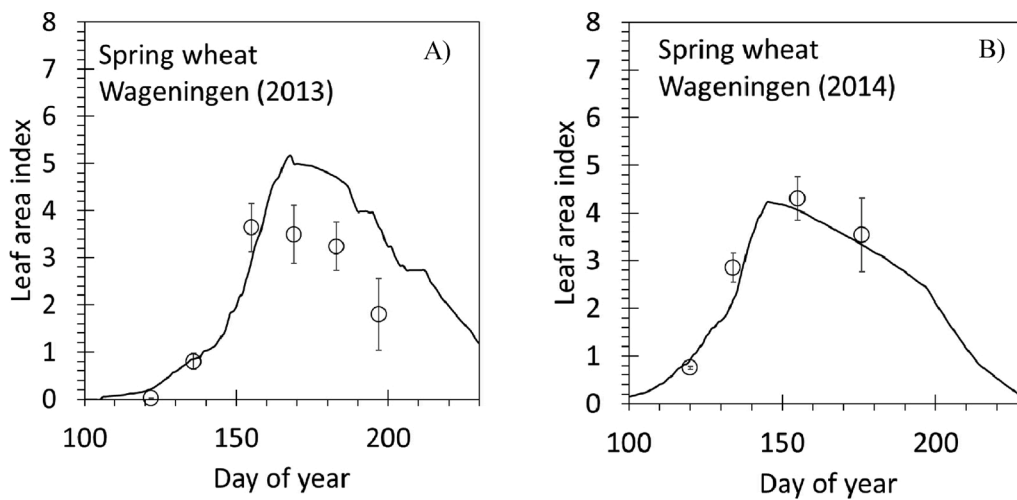 Spring wheat
Wageningen (2013)
A)
Leaf area index
8
7
6
5
4
3
2
1
0
100
150
200
Day of year
Spring wheat
Wageningen (2014)
B)
Leaf area index
8
7
6
5
4
3
2
1
0
100
150
200
Day of year